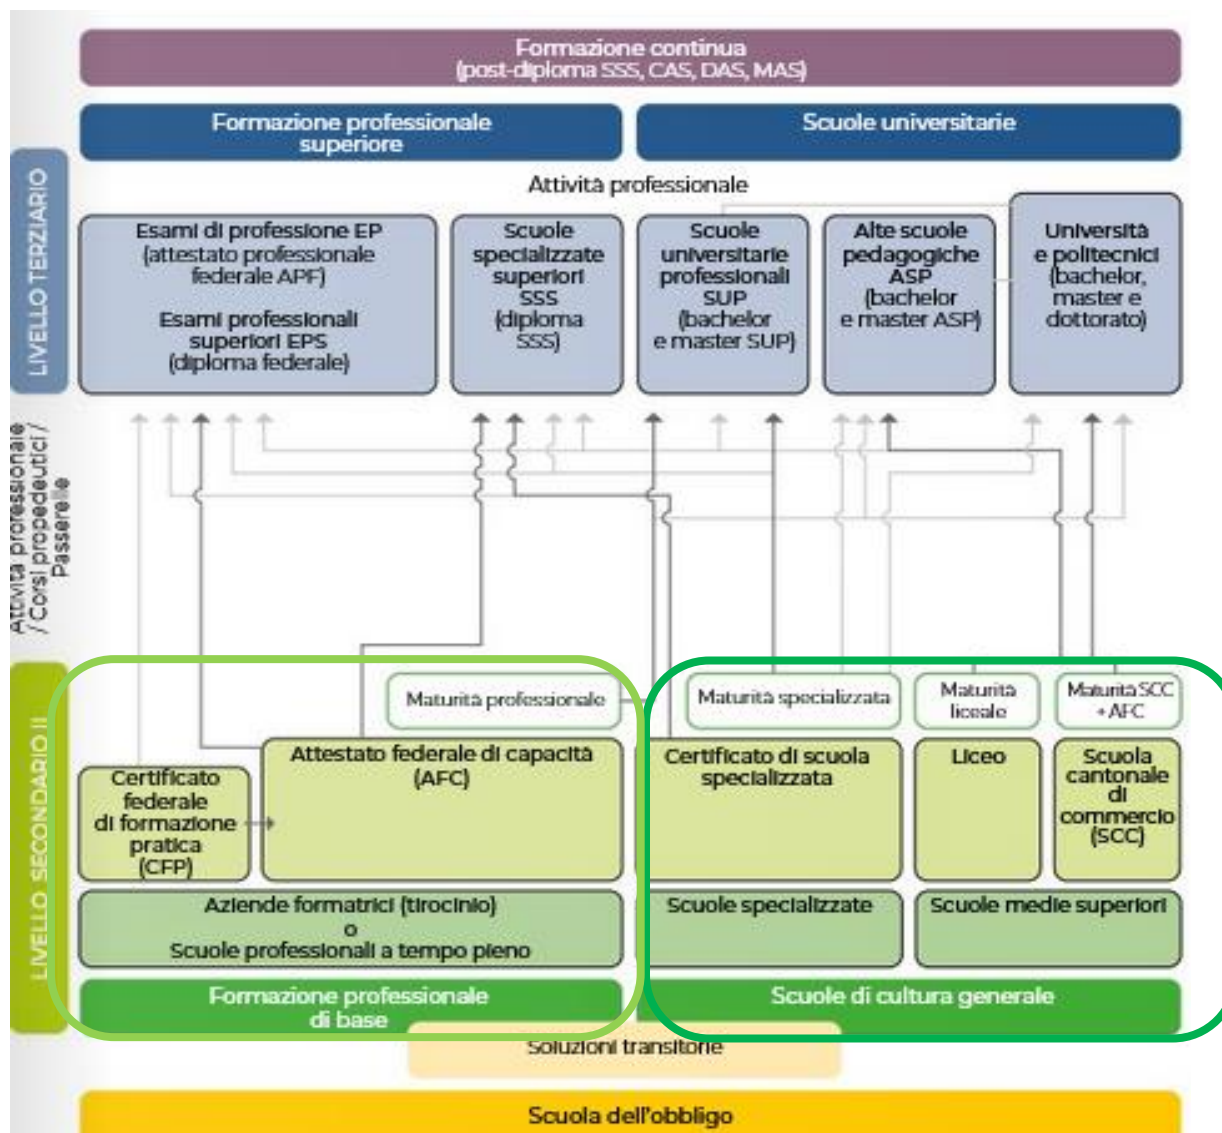 Formazione continua
(post-diploma SSS, CAS, DAS, MAS)
Formazione professionale
superiore
Scuole universitarie
LIVELLO TERZIARIO
Attività professionale
Esami di professione EP
(attestato professionale
federale APF)
Esami professionali
superiori EPS
(diploma federale)
Scuole
specializzate
superiori
SSS
(diploma
SSS)
Scuole
universitarie
professionali
SUP
(bachelor
e master SUP)
Alte scuole
pedagogiche
ASP
(bachelor
e master ASP)
Università
e politecnici
(bachelor,
master e
dottorato)
Attività professionale
/ Corsi propedeutici /
Passerelle
LIVELLO SECONDARIO II
Maturità professionale
Maturità specializzata
Maturità
liceale
Maturità SCC
+ AFC
Certificato
federale
di formazione
pratica
(CFP)
Attestato federale di capacità
(AFC)
Certificato di scuola
specializzata
Liceo
Scuola
cantonale
di
commercio
(SCC)
Aziende formatrici (tirocinio)
o
Scuole professionali a tempo pieno
Scuole specializzate
Scuole medie superiori
Formazione professionale
di base
Scuole di cultura generale
Soluzioni transitorie
Scuola dell'obbligo